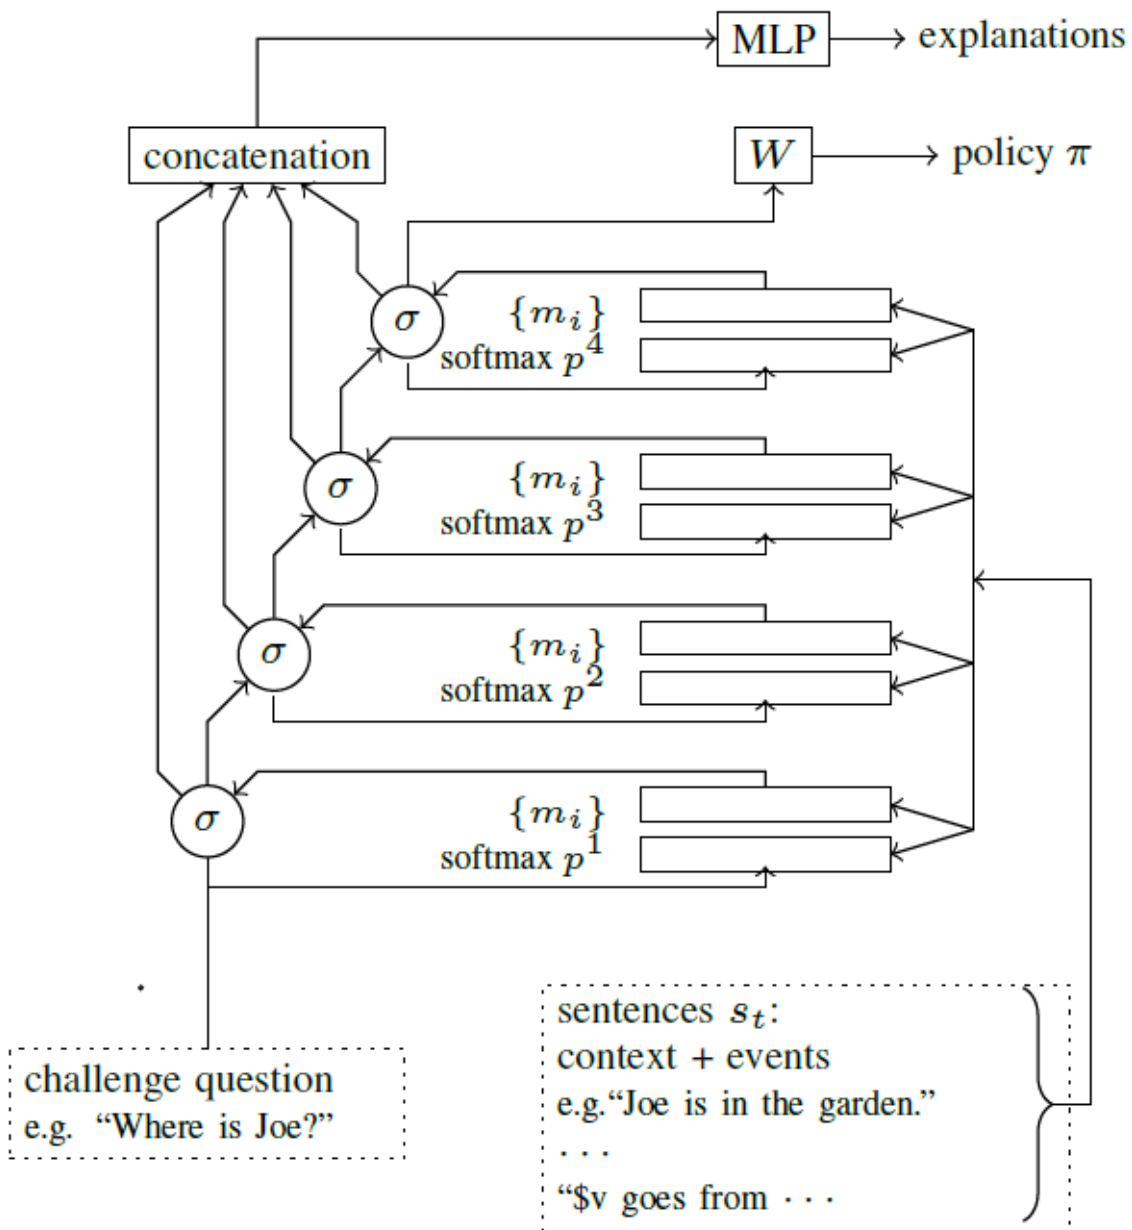 MLP
explanations
concatenation
W
policy π
σ
{m_i}
softmax p^4
σ
{m_i}
softmax p^3
σ
{m_i}
softmax p^2
σ
{m_i}
softmax p^1
challenge question
e.g. “Where is Joe?”
sentences s_t:
context + events
e.g.“Joe is in the garden.”
· · ·
“$v goes from · · ·